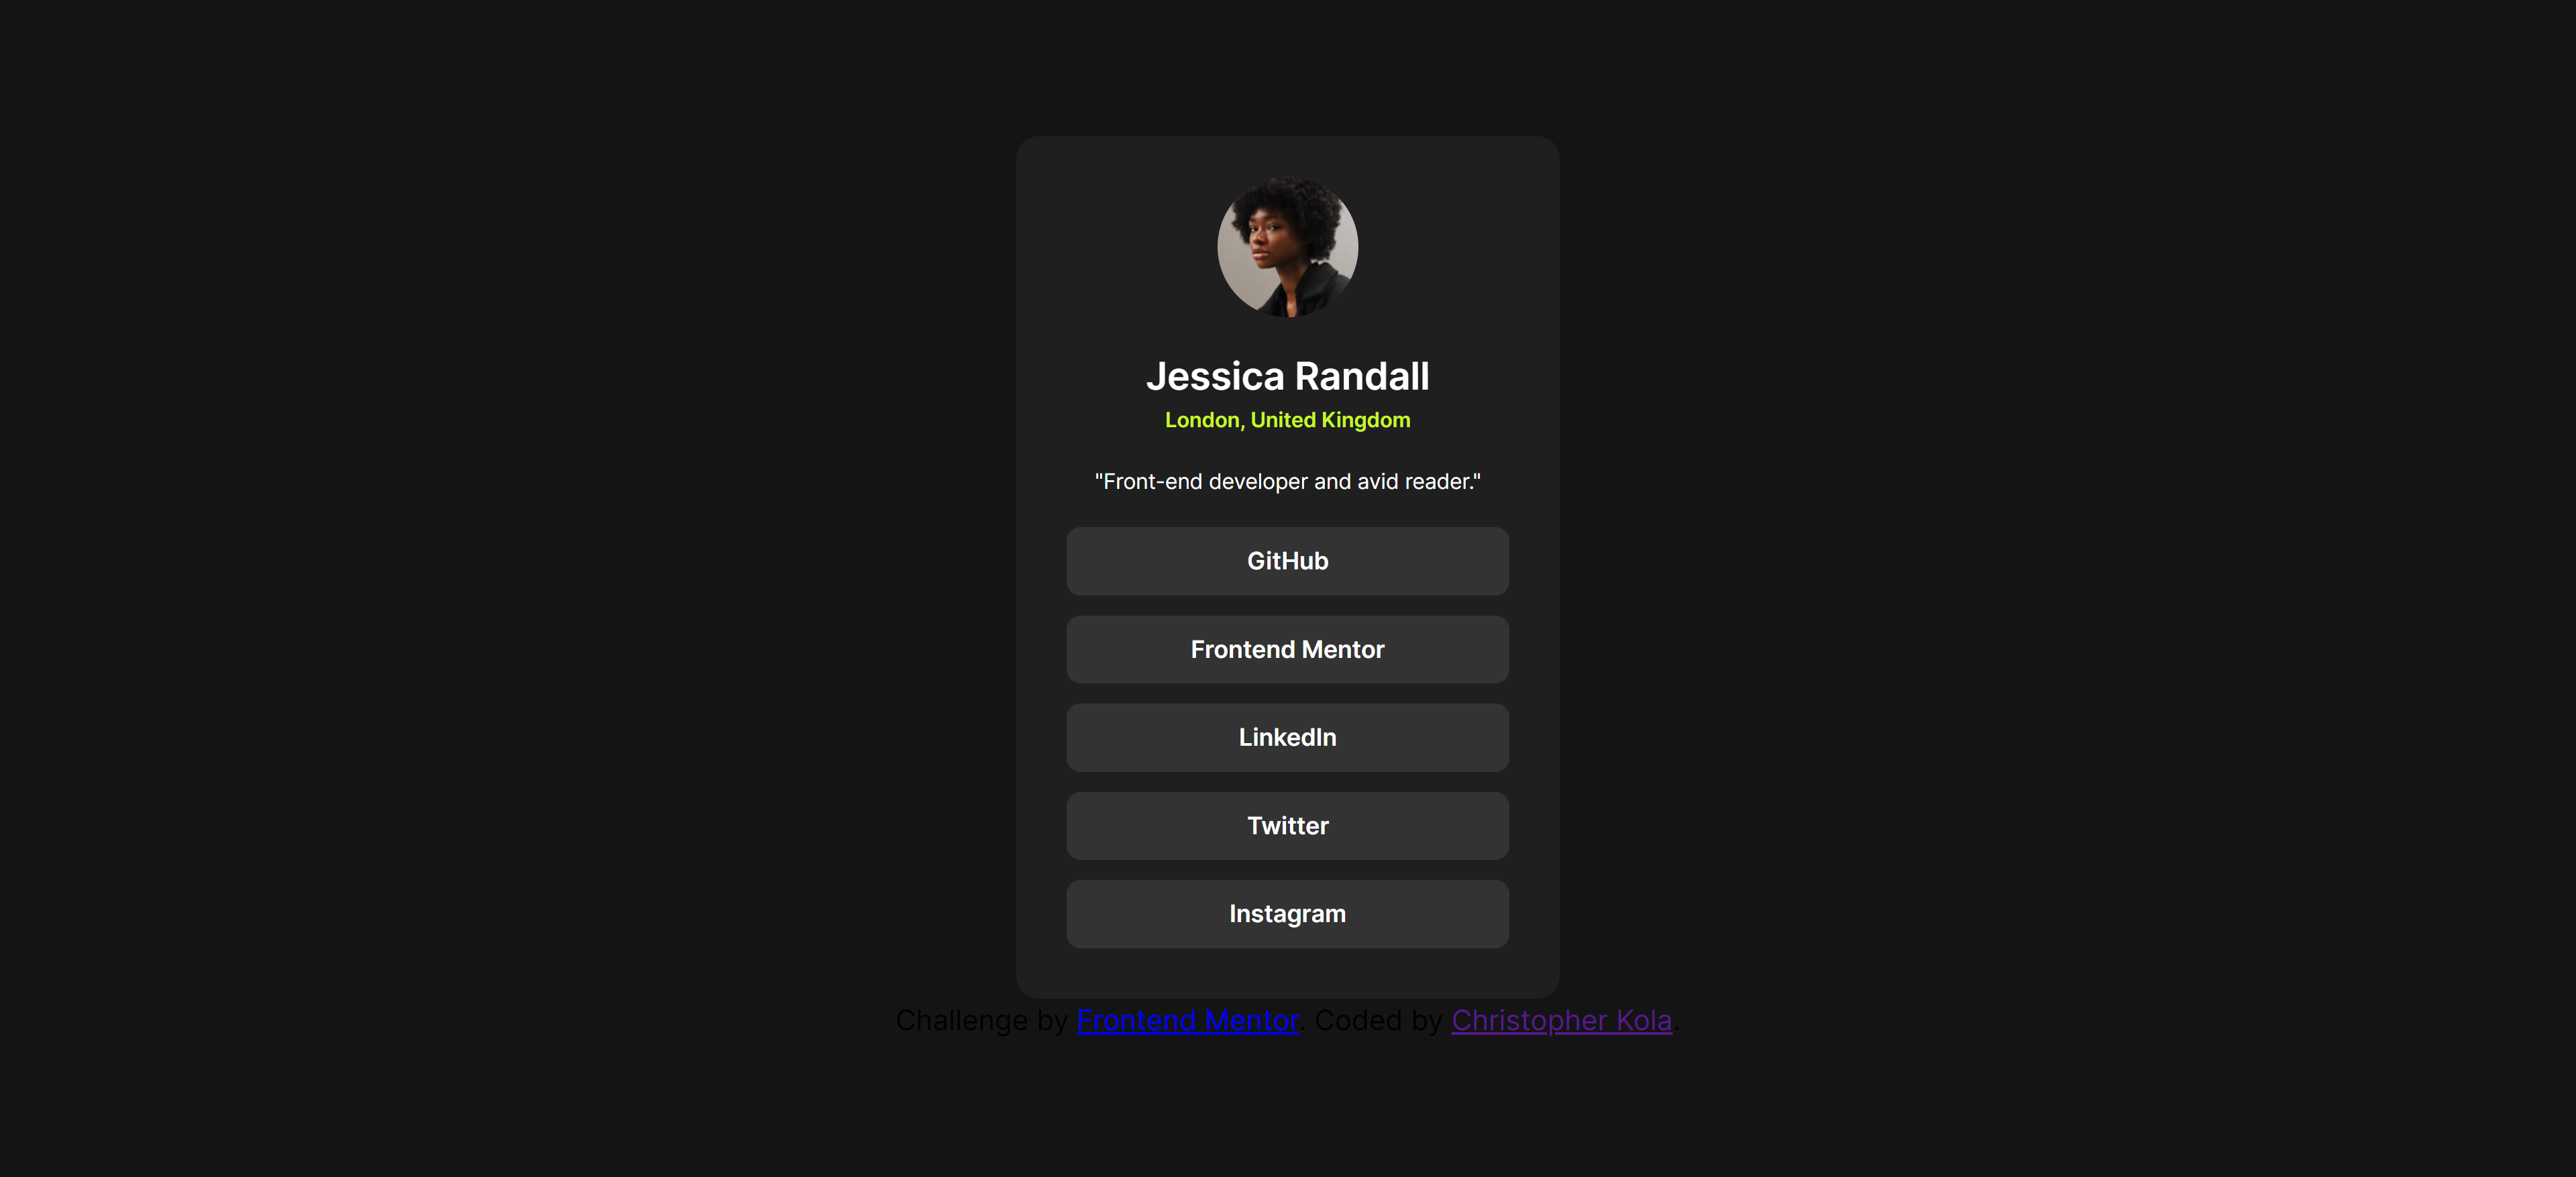 Jessica Randall
London, United Kingdom
"Front-end developer and avid reader."
GitHub
Frontend Mentor
LinkedIn
Twitter
Instagram
Challenge by Frontend Mentor. Coded by Christopher Kola.